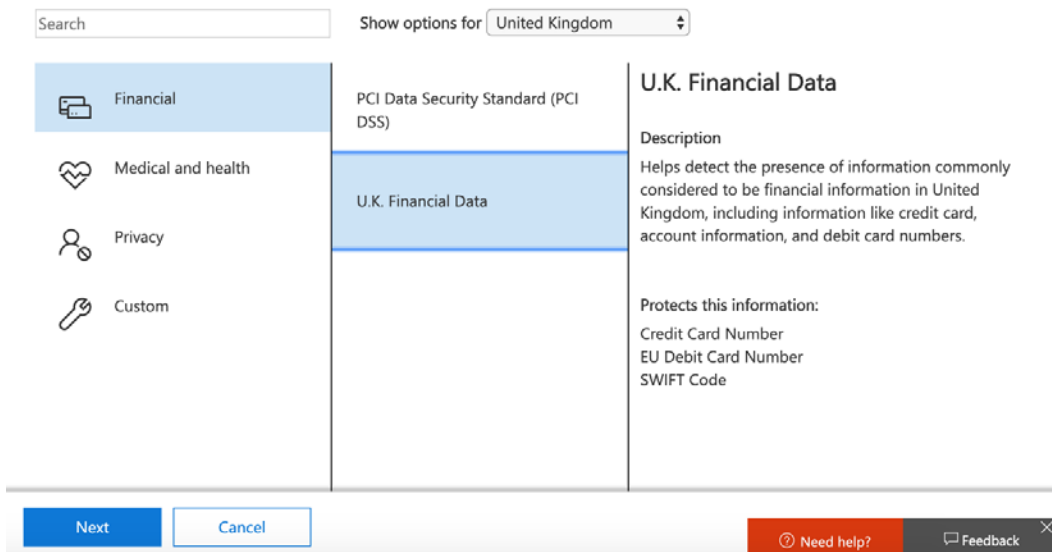 Search
Show options for United Kingdom
Financial
Medical and health
Privacy
Custom
PCI Data Security Standard (PCI
DSS)
U.K. Financial Data
U.K. Financial Data
Description
Helps detect the presence of information commonly
considered to be financial information in United
Kingdom, including information like credit card,
account information, and debit card numbers.
Protects this information:
Credit Card Number
EU Debit Card Number
SWIFT Code
Next
Cancel
Need help?
Feedback